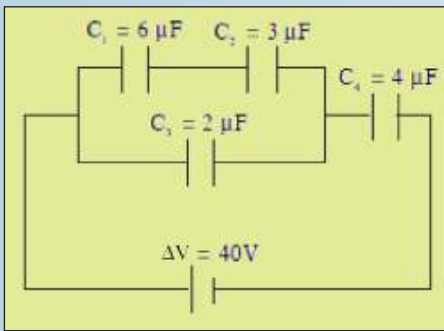 C₁ = 6 μF C₂ = 3 μF
C₃ = 2 μF
C₄ = 4 μF
ΔV = 40V